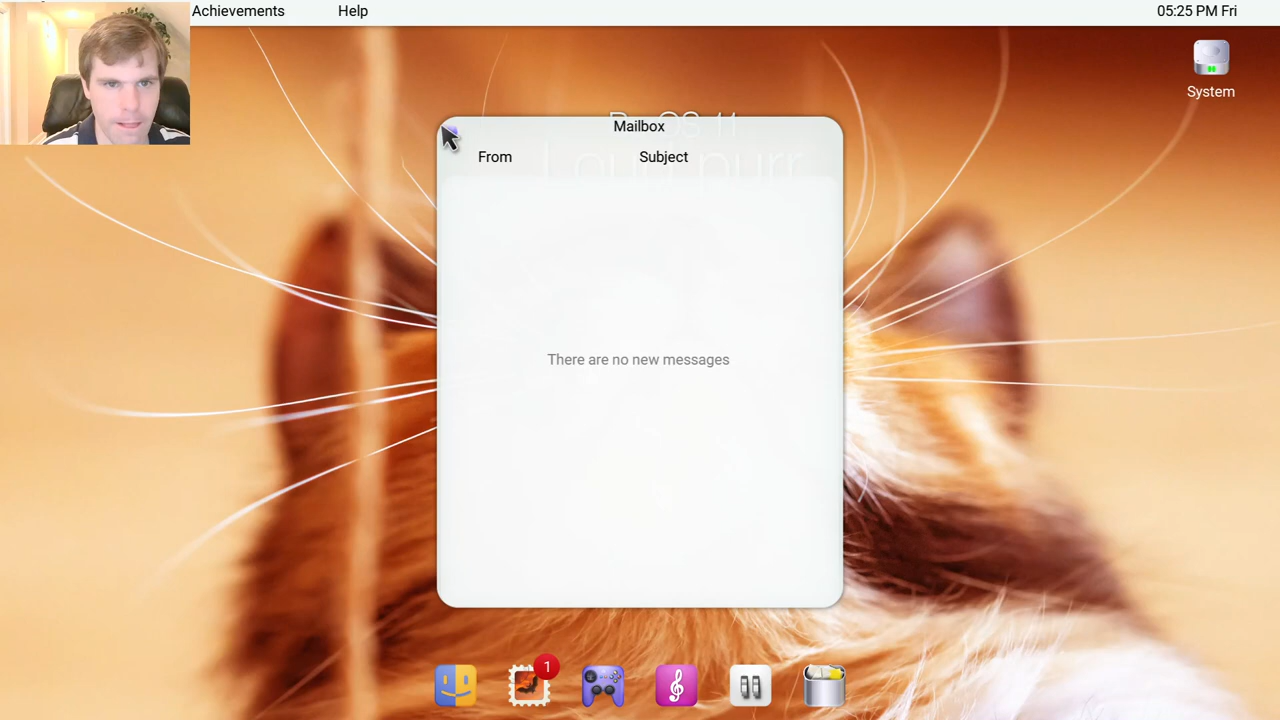 Achievements
Help
05:25 PM Fri
System
Mailbox
From
Subject
There are no new messages
1